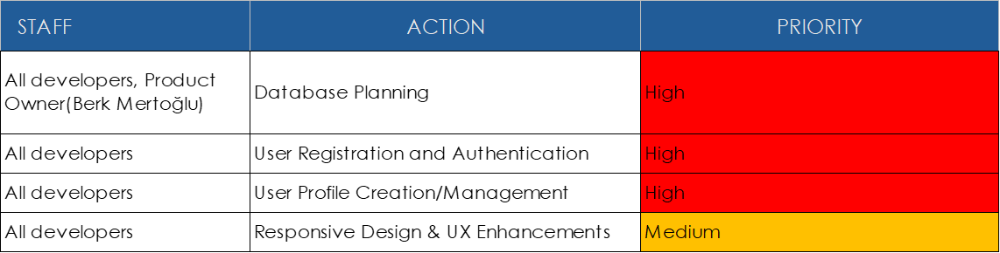 STAFF ACTION PRIORITY
All developers, Product
Owner(Berk Mertoğlu) Database Planning High
All developers User Registration and Authentication High
All developers User Profile Creation/Management High
All developers Responsive Design & UX Enhancements Medium